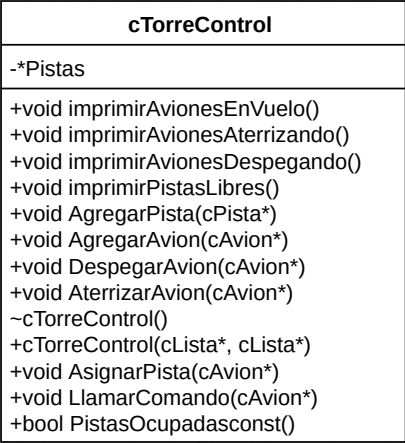 cTorreControl
-*Pistas
+void imprimirAvionesEnVuelo()
+void imprimirAvionesAterrizando()
+void imprimirAvionesDespegando()
+void imprimirPistasLibres()
+void AgregarPista(cPista*)
+void AgregarAvion(cAvion*)
+void DespegarAvion(cAvion*)
+void AterrizarAvion(cAvion*)
~cTorreControl()
+cTorreControl(cLista*, cLista*)
+void AsignarPista(cAvion*)
+void LlamarComando(cAvion*)
+bool PistasOcupadasconst()